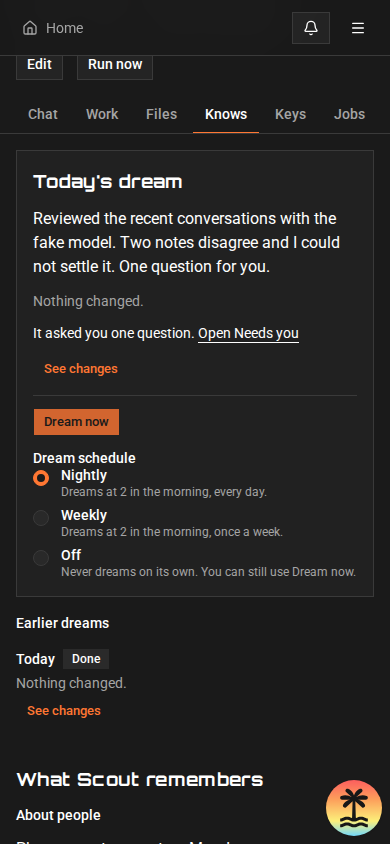 Home
Edit
Run now
Chat
Work
Files
Knows
Keys
Jobs
Today's dream
Reviewed the recent conversations with the
fake model. Two notes disagree and I could
not settle it. One question for you.
Nothing changed.
It asked you one question. Open Needs you
See changes
Dream now
Dream schedule
Nightly
Dreams at 2 in the morning, every day.
Weekly
Dreams at 2 in the morning, once a week.
Off
Never dreams on its own. You can still use Dream now.
Earlier dreams
Today Done
Nothing changed.
See changes
What Scout remembers
About people